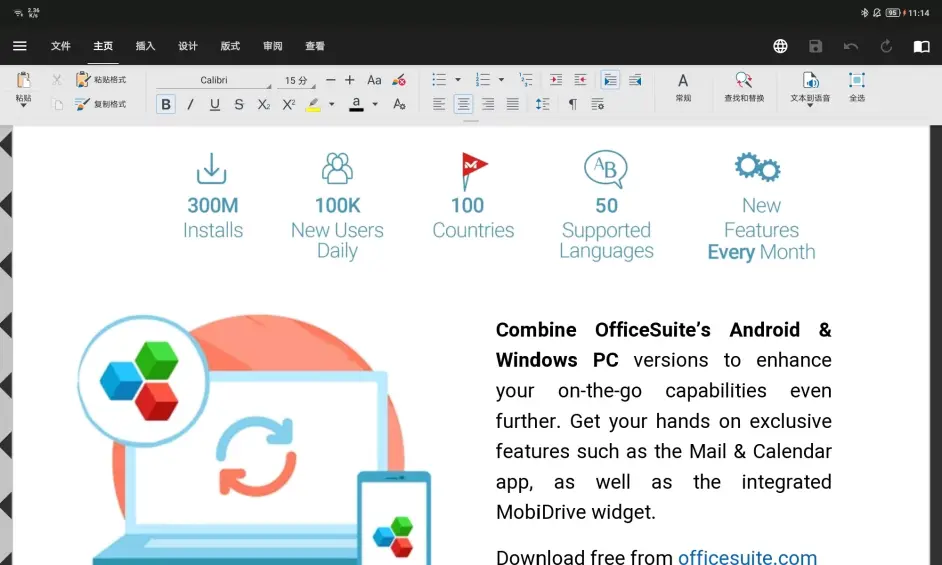 2.36
K/s
95
11:14
文件 主页 插入 设计 版式 审阅 查看
粘贴
粘贴格式
复制格式
Calibri
15 分
Aa
B I U S X₂ X² a A
A
常规
查找和替换
文本到语音
全选
300M
Installs
100K
New Users
Daily
100
Countries
AB
50
Supported
Languages
New
Features
Every Month
Combine OfficeSuite’s Android &
Windows PC versions to enhance
your on-the-go capabilities even
further. Get your hands on exclusive
features such as the Mail & Calendar
app, as well as the integrated
MobiDrive widget.
Download free from officesuite.com